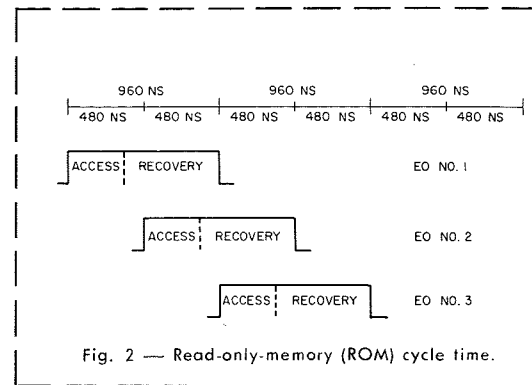 960 NS 960 NS 960 NS
480 NS 480 NS 480 NS 480 NS 480 NS 480 NS
ACCESS RECOVERY EO NO. 1
ACCESS RECOVERY EO NO. 2
ACCESS RECOVERY EO NO. 3
Fig. 2 — Read-only-memory (ROM) cycle time.